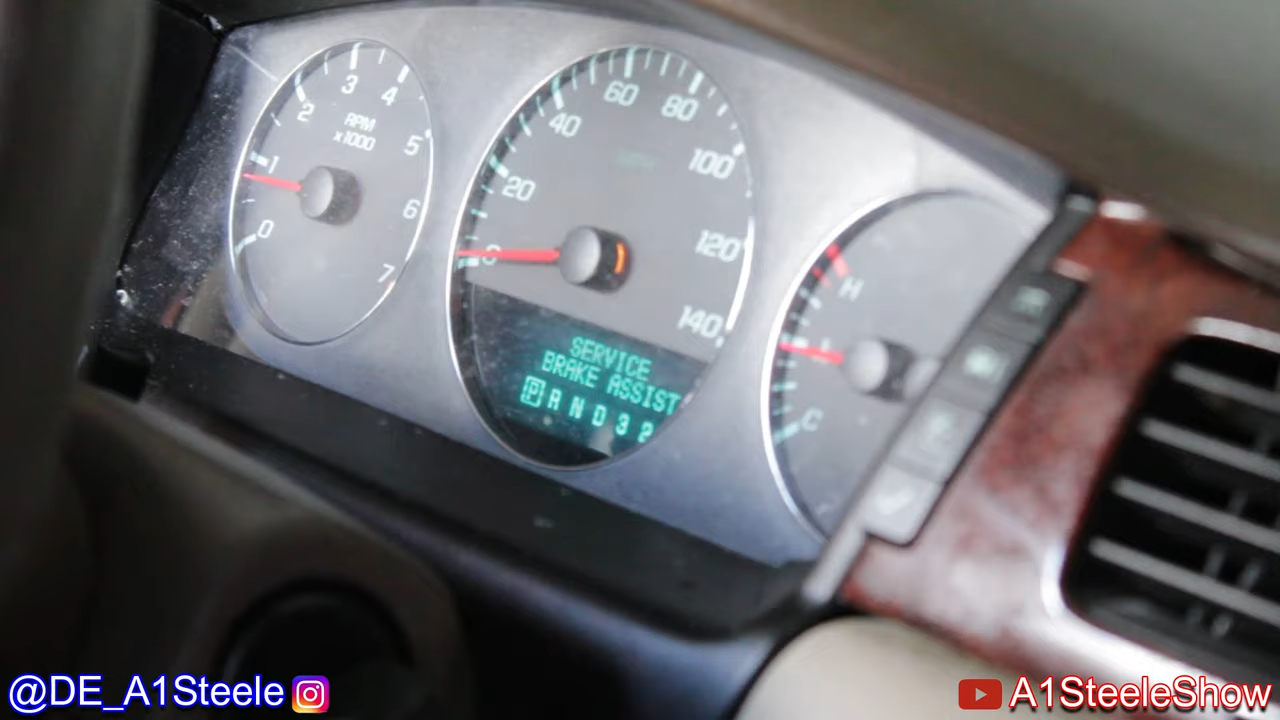 0
1
2
3
4
5
6
7
RPM
x1000
20
40
60
80
100
120
140
SERVICE
BRAKE ASSIST
P R N D 3 2
H
C
@DE_A1Steele
A1SteeleShow